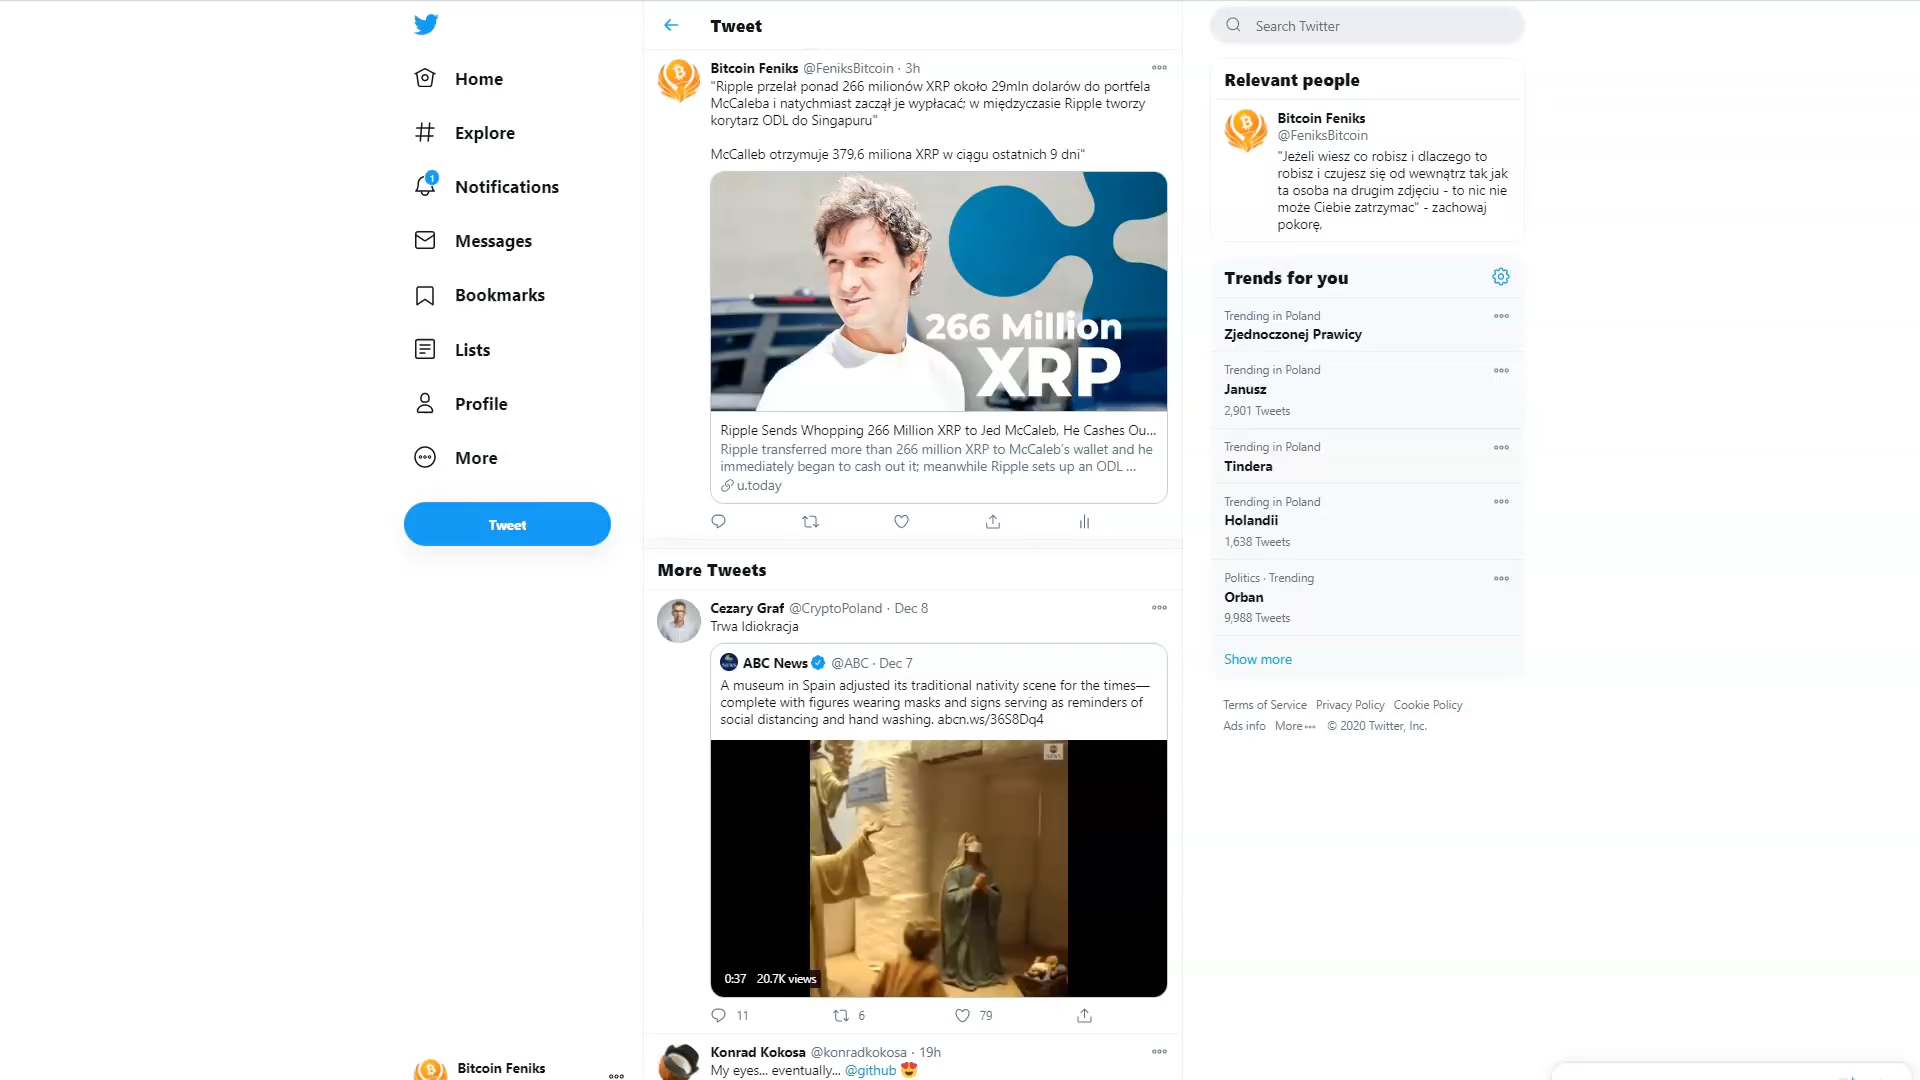 Home
Explore
1
Notifications
Messages
Bookmarks
Lists
Profile
More
Tweet
Bitcoin Feniks
Tweet
Bitcoin Feniks @FeniksBitcoin · 3h
"Ripple przelał ponad 266 milionów XRP około 29mln dolarów do portfela
McCaleba i natychmiast zaczął je wypłacać; w międzyczasie Ripple tworzy
korytarz ODL do Singapuru"
McCalleb otrzymuje 379,6 miliona XRP w ciągu ostatnich 9 dni"
266 Million
XRP
Ripple Sends Whopping 266 Million XRP to Jed McCaleb, He Cashes Ou...
Ripple transferred more than 266 million XRP to McCaleb's wallet and he
immediately began to cash out it; meanwhile Ripple sets up an ODL ...
u.today
More Tweets
Cezary Graf @CryptoPoland · Dec 8
Trwa Idiokracja
ABC News @ABC · Dec 7
A museum in Spain adjusted its traditional nativity scene for the times—
complete with figures wearing masks and signs serving as reminders of
social distancing and hand washing. abcn.ws/36S8Dq4
0:37 20.7K views
11 6 79
Konrad Kokosa @konradkokosa · 19h
My eyes... eventually... @github 😍
Search Twitter
Relevant people
Bitcoin Feniks
@FeniksBitcoin
"Jeżeli wiesz co robisz i dlaczego to
robisz i czujesz się od wewnątrz tak jak
ta osoba na drugim zdjęciu - to nic nie
może Ciebie zatrzymac" - zachowaj
pokorę.
Trends for you
Trending in Poland
Zjednoczonej Prawicy
Trending in Poland
Janusz
2,901 Tweets
Trending in Poland
Tindera
Trending in Poland
Holandii
1,638 Tweets
Politics · Trending
Orban
9,988 Tweets
Show more
Terms of Service Privacy Policy Cookie Policy
Ads info More ••• © 2020 Twitter, Inc.